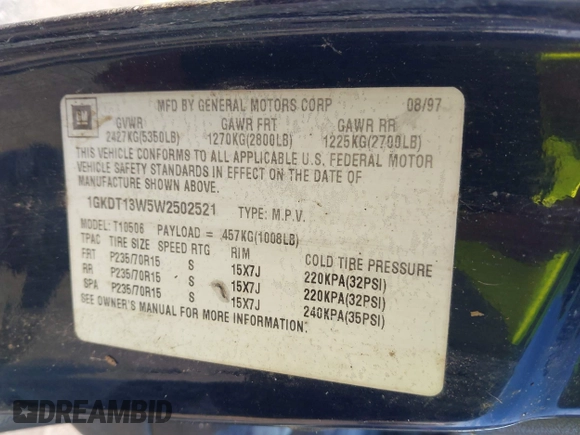 MFD BY GENERAL MOTORS CORP 08/97
GM
GVWR GAWR FRT GAWR RR
2427KG(5350LB) 1270KG(2800LB) 1225KG(2700LB)
THIS VEHICLE CONFORMS TO ALL APPLICABLE U.S. FEDERAL MOTOR
VEHICLE SAFETY STANDARDS IN EFFECT ON THE DATE OF
MANUFACTURE SHOWN ABOVE.
1GKDT13W5W2502521 TYPE: M.P.V.
MODEL: T10506 PAYLOAD = 457KG(1008LB)
TPAC TIRE SIZE SPEED RTG RIM COLD TIRE PRESSURE
FRT P235/70R15 S 15X7J 220KPA(32PSI)
RR P235/70R15 S 15X7J 220KPA(32PSI)
SPA P235/70R15 S 15X7J 240KPA(35PSI)
SEE OWNER'S MANUAL FOR MORE INFORMATION.
DREAMBID